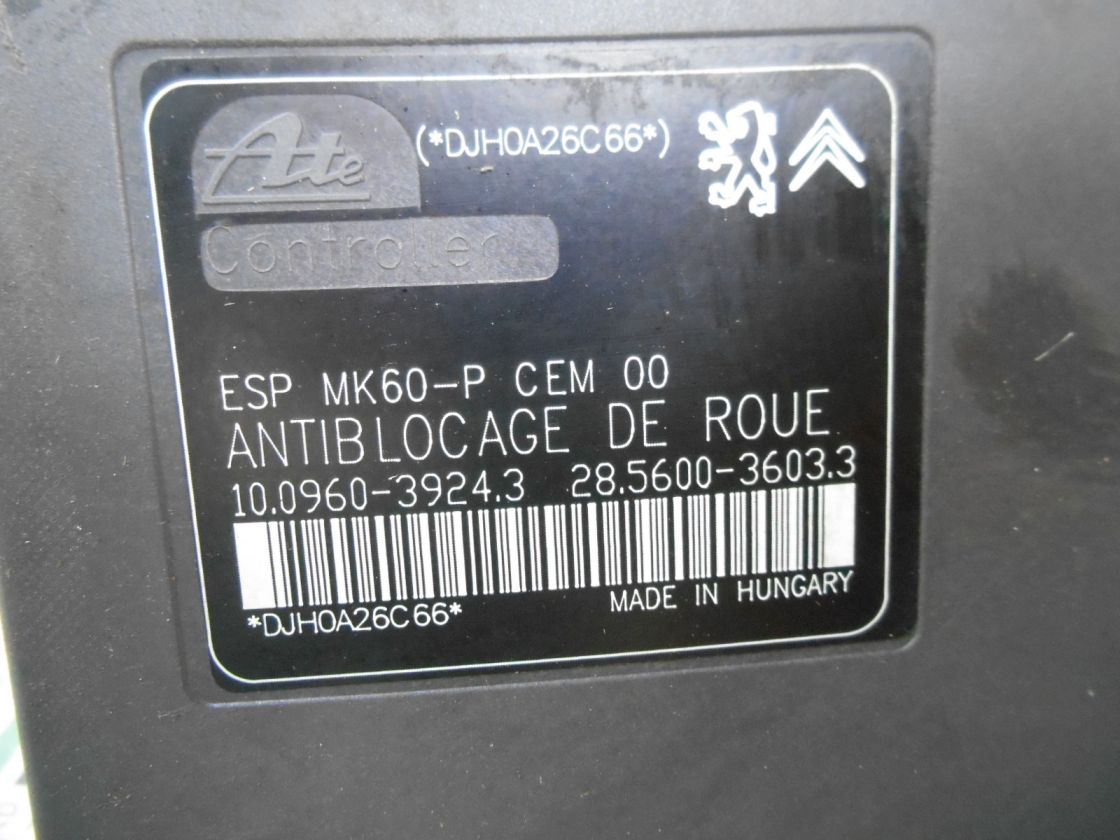 Ate
(*DJH0A26C66*)
Controller
ESP MK60-P CEM 00
ANTIBLOCAGE DE ROUE
10.0960-3924.3 28.5600-3603.3
*DJH0A26C66*
MADE IN HUNGARY